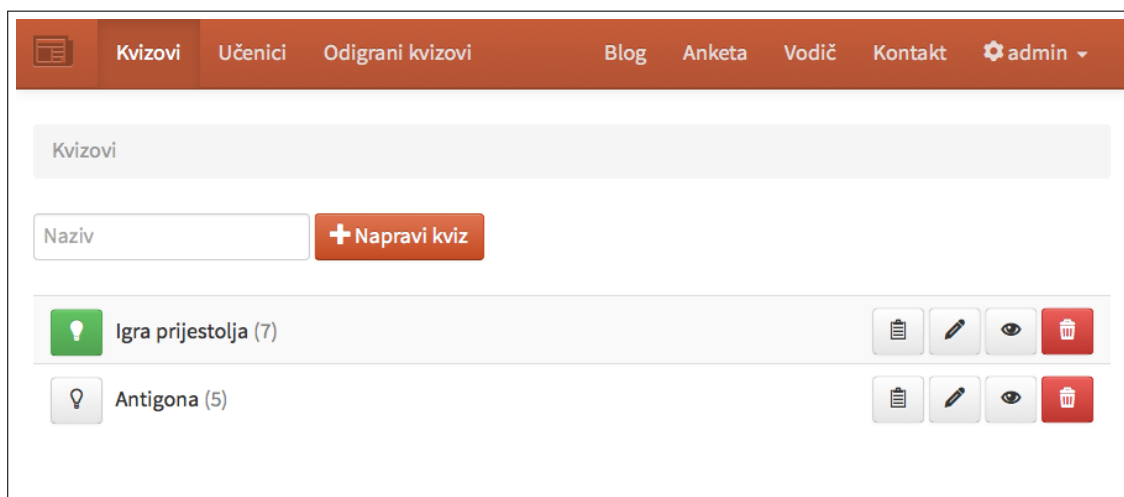 Kvizovi Učenici Odigrani kvizovi Blog Anketa Vodič Kontakt admin
Kvizovi
Naziv Napravi kviz
Igra prijestolja (7)
Antigona (5)